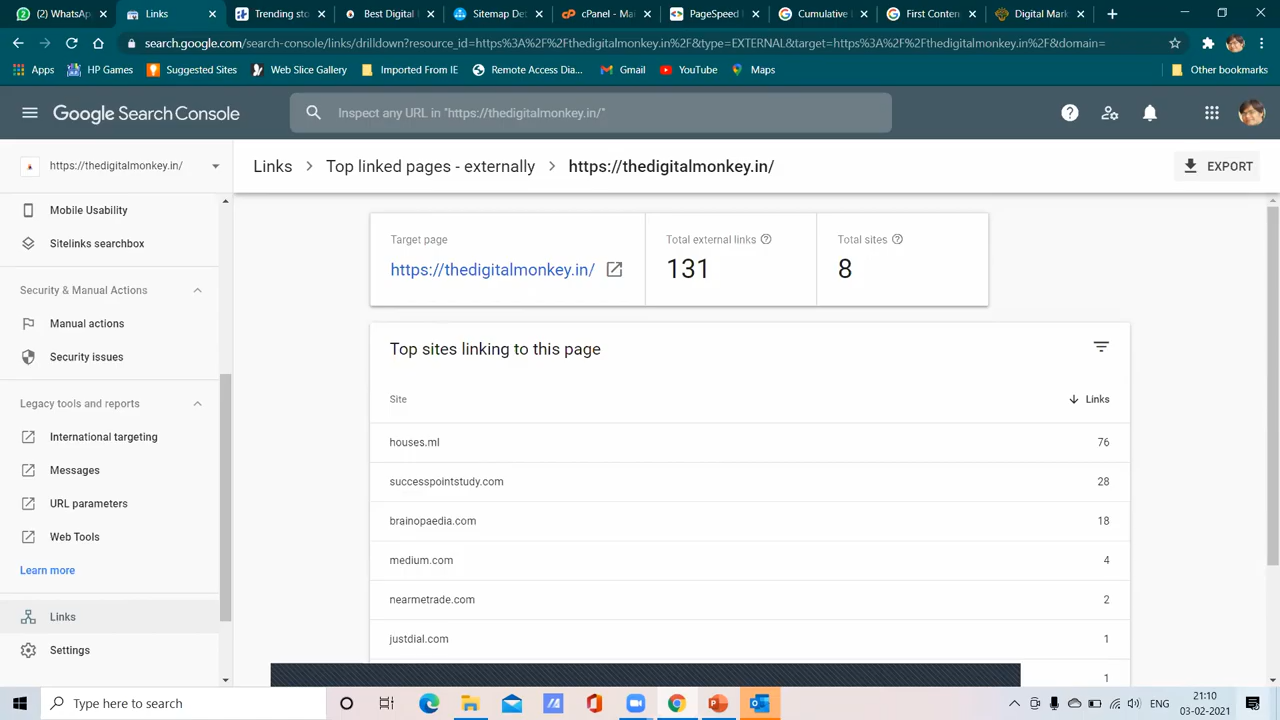 (2) WhatsApp
Links
Trending sto
Best Digital
Sitemap De
cPanel - Ma
PageSpeed
Cumulative
First Conten
Digital Mark
search.google.com/search-console/links/drilldown?resource_id=https%3A%2F%2Fthedigitalmonkey.in%2F&type=EXTERNAL&target=https%3A%2F%2Fthedigitalmonkey.in%2F&domain=
Apps
HP Games
Suggested Sites
Web Slice Gallery
Imported From IE
Remote Access Dia...
Gmail
YouTube
Maps
Other bookmarks
Google Search Console
Inspect any URL in "https://thedigitalmonkey.in/"
https://thedigitalmonkey.in/
Links > Top linked pages - externally > https://thedigitalmonkey.in/
EXPORT
Mobile Usability
Sitelinks searchbox
Security & Manual Actions
Manual actions
Security issues
Legacy tools and reports
International targeting
Messages
URL parameters
Web Tools
Learn more
Links
Settings
Target page
https://thedigitalmonkey.in/
Total external links
131
Total sites
8
Top sites linking to this page
Site Links
houses.ml 76
successpointstudy.com 28
brainopaedia.com 18
medium.com 4
nearmetrade.com 2
justdial.com 1
1
Type here to search
ENG
21:10
03-02-2021